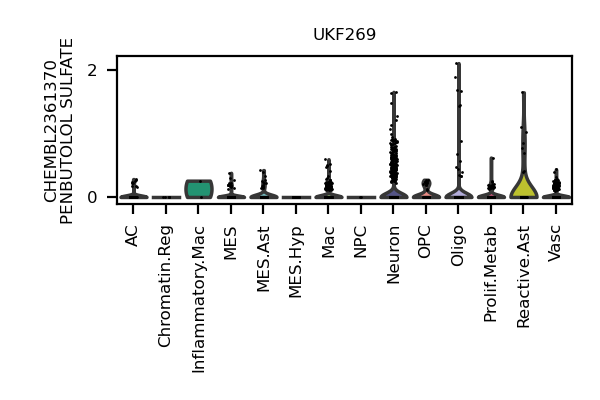 UKF269
CHEMBL2361370
PENBUTOLOL SULFATE
2
0
AC
Chromatin.Reg
Inflammatory.Mac
MES
MES.Ast
MES.Hyp
Mac
NPC
Neuron
OPC
Oligo
Prolif.Metab
Reactive.Ast
Vasc